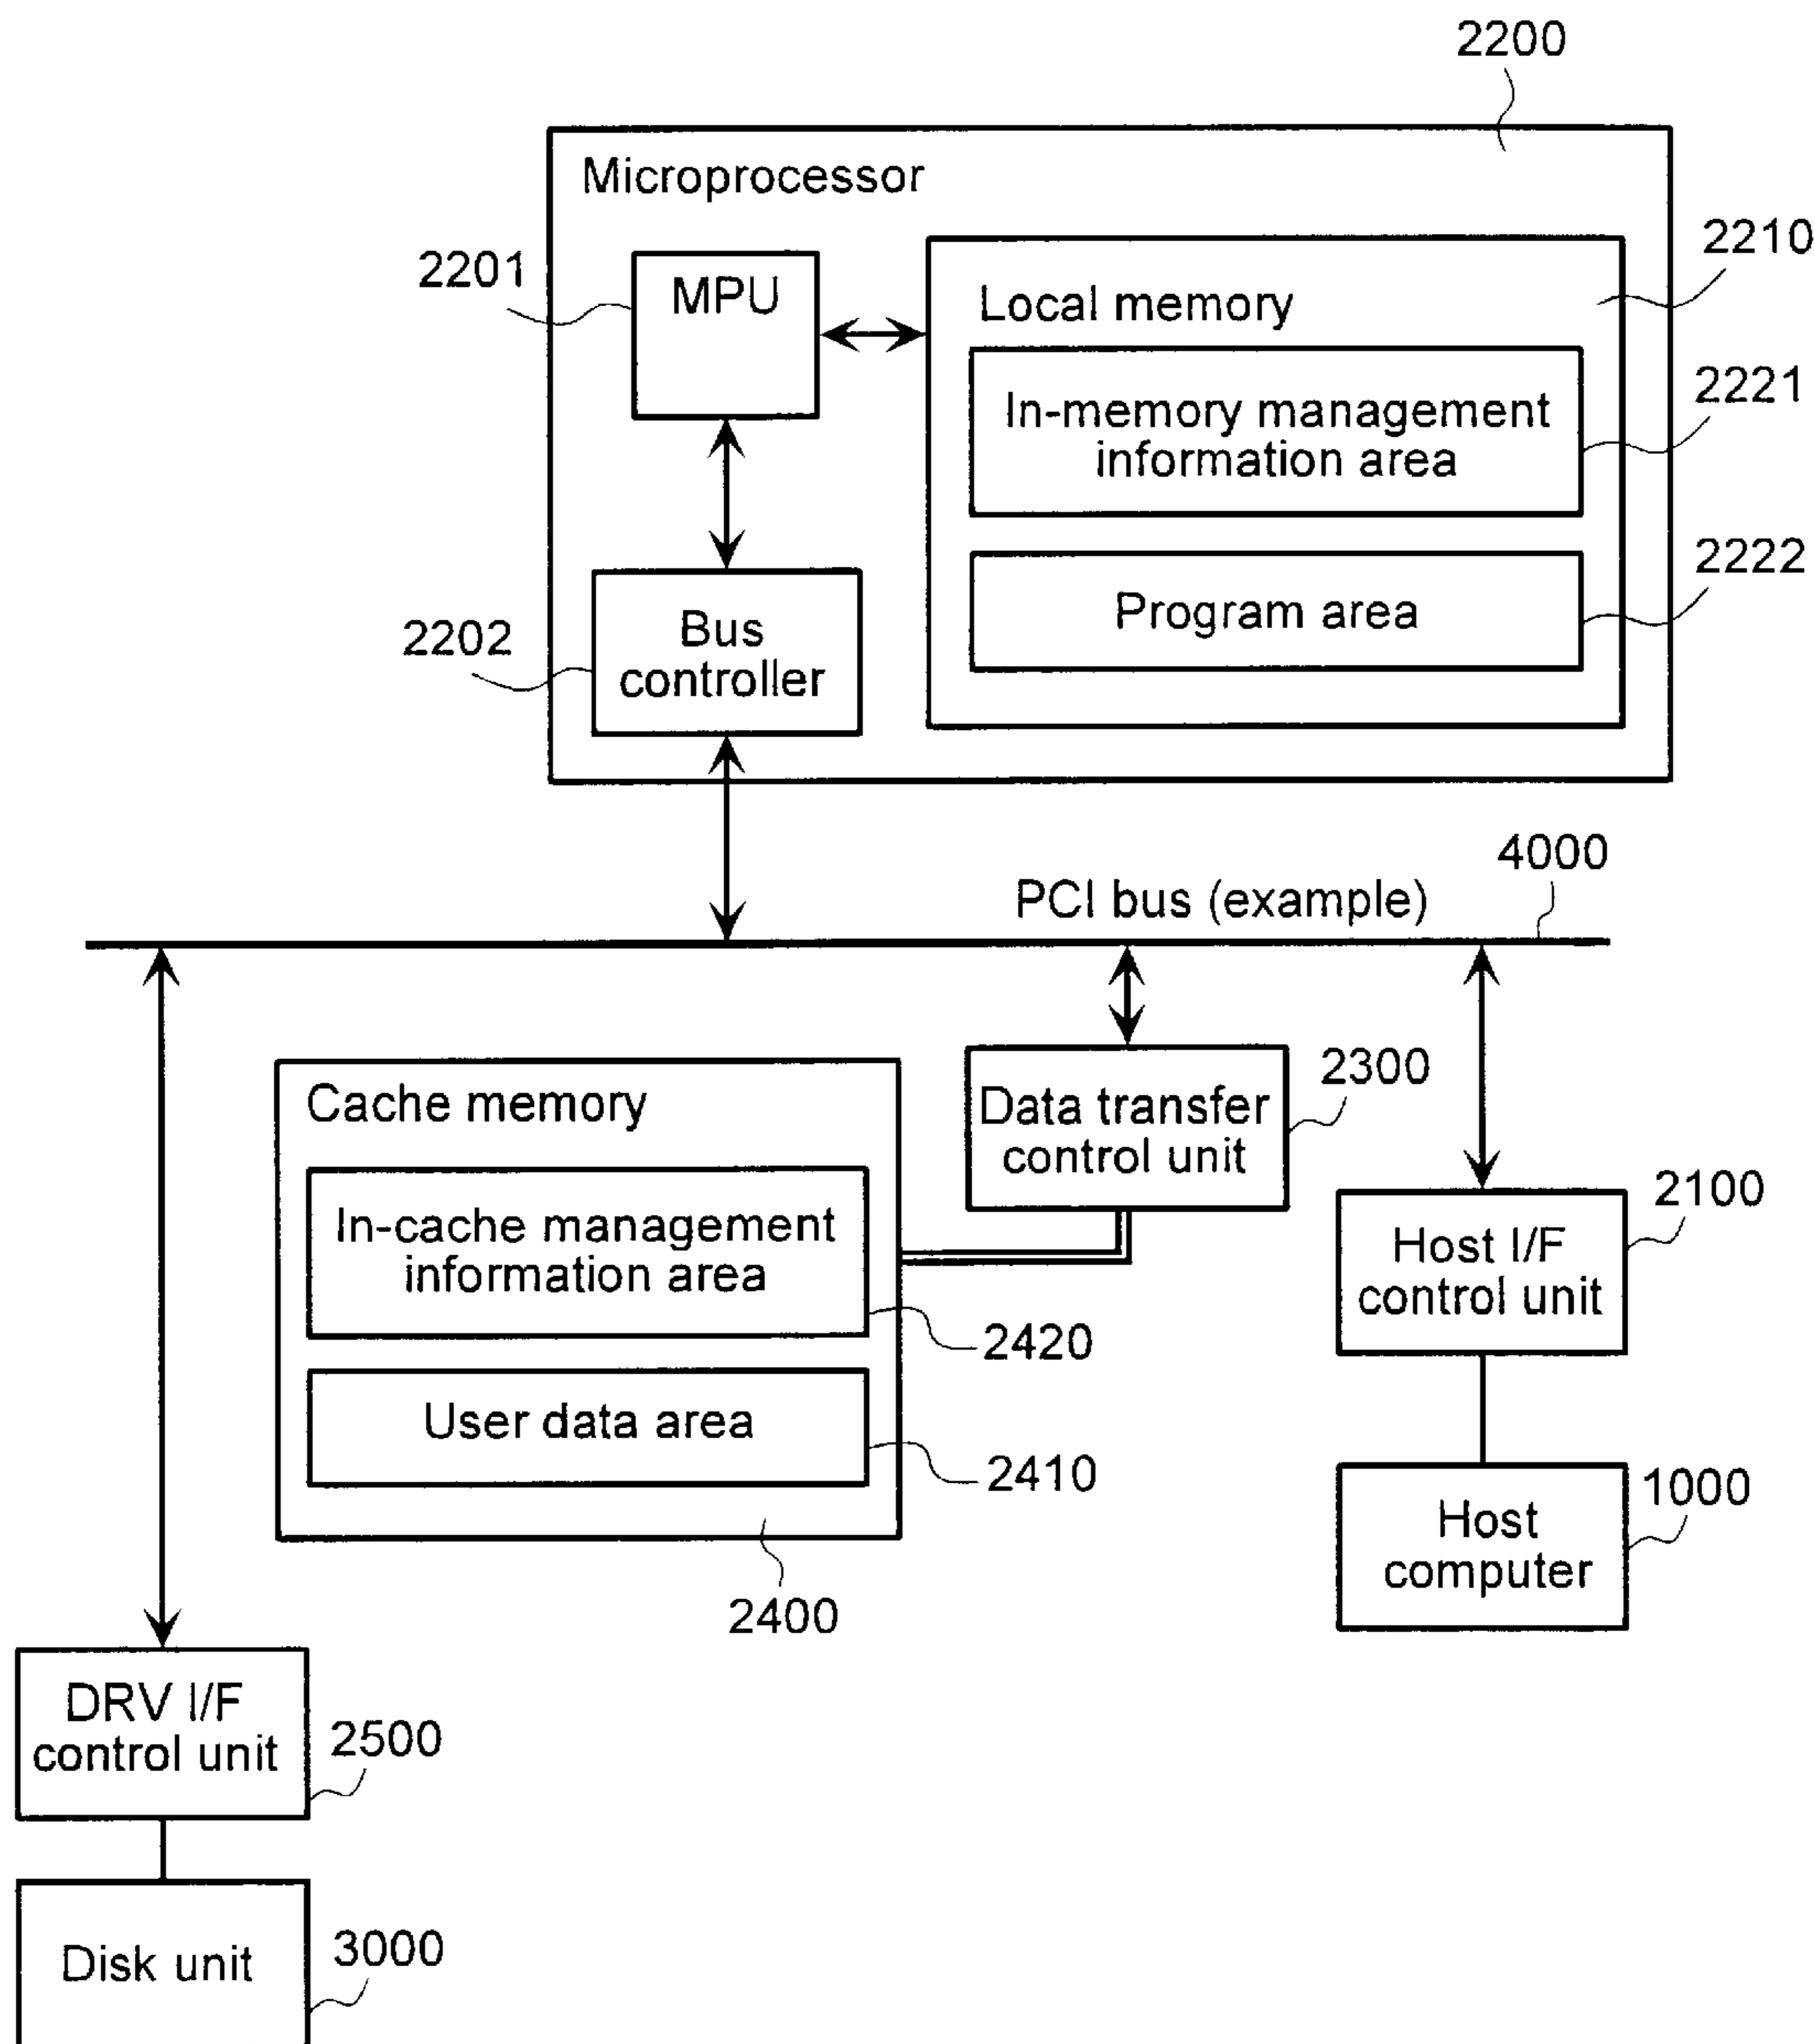 2200
Microprocessor
2201
MPU
2210
Local memory
In-memory management
information area
2221
Program area
2222
2202
Bus
controller
4000
PCI bus (example)
Cache memory
In-cache management
information area
2420
User data area
2410
2400
Data transfer
control unit
2300
Host I/F
control unit
2100
Host
computer
1000
DRV I/F
control unit
2500
Disk unit
3000